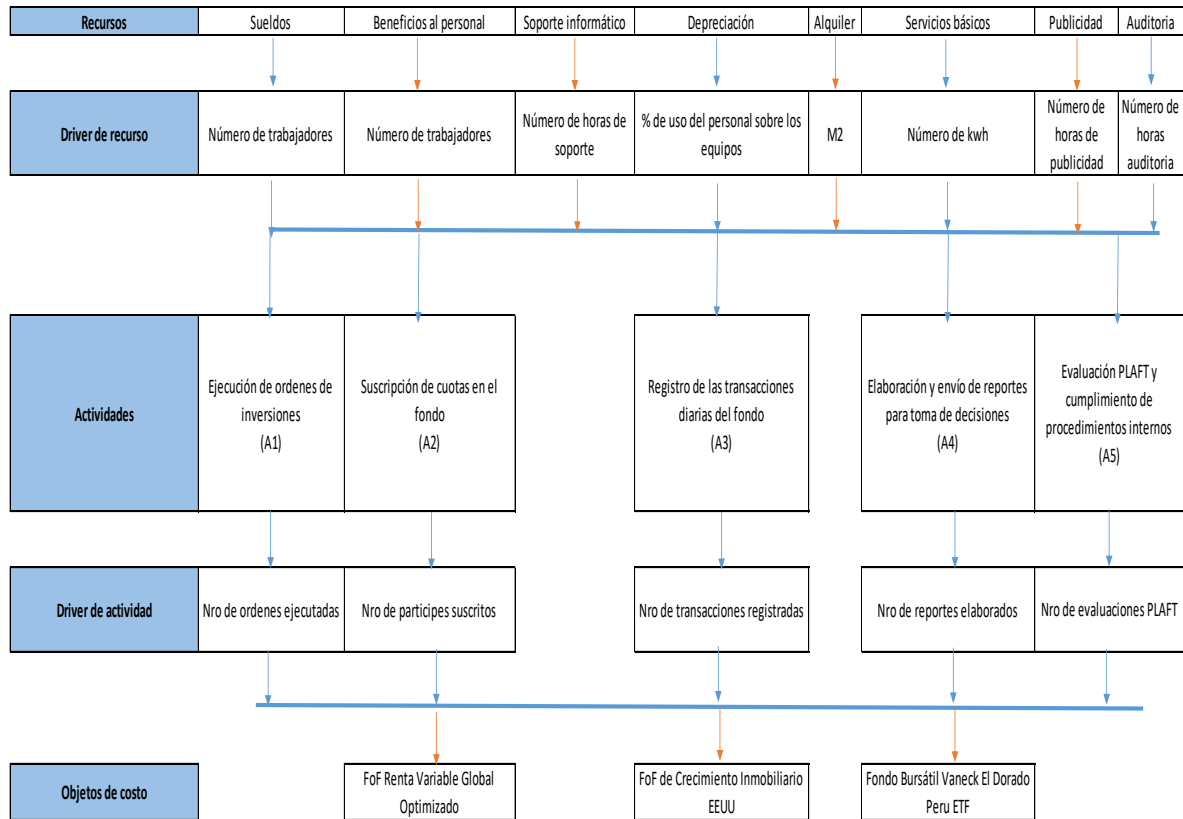 Recursos
Sueldos
Beneficios al personal
Soporte informático
Depreciación
Alquiler
Servicios básicos
Publicidad
Auditoria
Driver de recurso
Número de trabajadores
Número de trabajadores
Número de horas de
soporte
% de uso del personal sobre los
equipos
M2
Número de kwh
Número de
horas de
publicidad
Número de
horas
auditoria
Actividades
Ejecución de ordenes de
inversiones
(A1)
Suscripción de cuotas en el
fondo
(A2)
Registro de las transacciones
diarias del fondo
(A3)
Elaboración y envío de reportes
para toma de decisiones
(A4)
Evaluación PLAFT y
cumplimiento de
procedimientos internos
(A5)
Driver de actividad
Nro de ordenes ejecutadas
Nro de participes suscritos
Nro de transacciones registradas
Nro de reportes elaborados
Nro de evaluaciones PLAFT
Objetos de costo
FoF Renta Variable Global
Optimizado
FoF de Crecimiento Inmobiliario
EEUU
Fondo Bursátil Vaneck El Dorado
Peru ETF